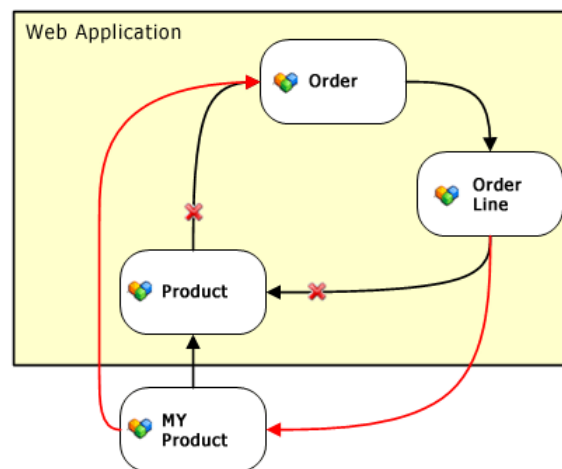 Web Application
Order
Order
Line
Product
MY
Product